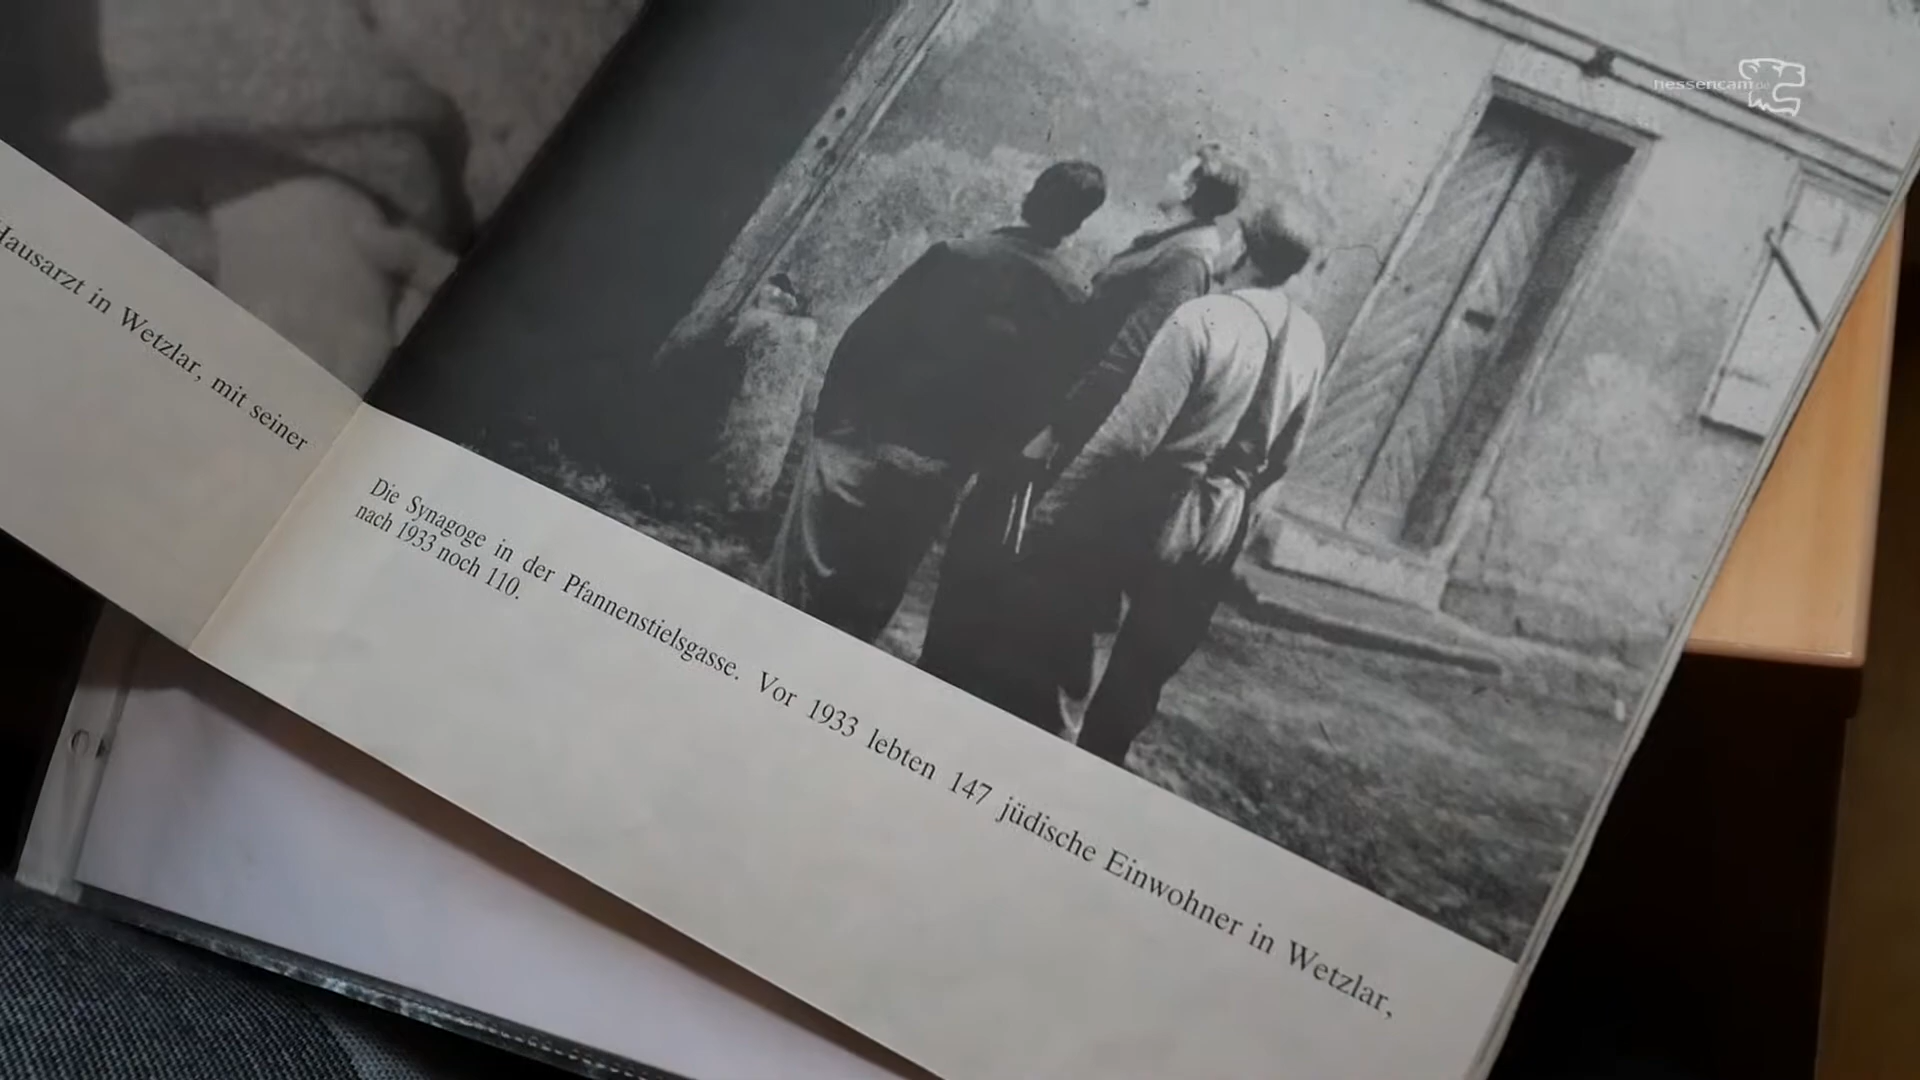 Hausarzt in Wetzlar, mit seiner
Die Synagoge in der Pfannenstielsgasse. Vor 1933 lebten 147 jüdische Einwohner in Wetzlar,
nach 1933 noch 110.
hessencam